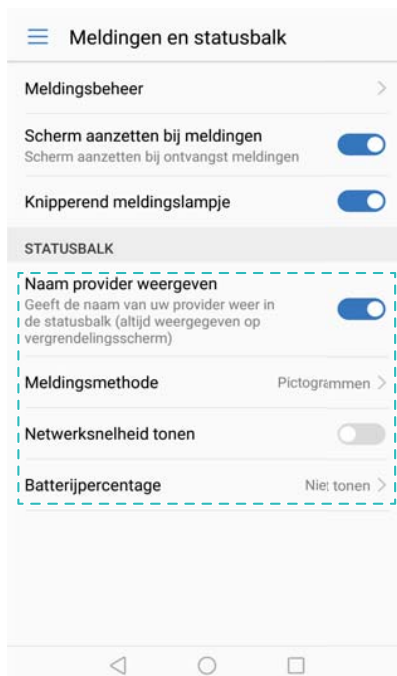 Meldingen en statusbalk
Meldingsbeheer
Scherm aanzetten bij meldingen
Scherm aanzetten bij ontvangst meldingen
Knipperend meldingslampje
STATUSBALK
Naam provider weergeven
Geeft de naam van uw provider weer in
de statusbalk (altijd weergegeven op
vergrendelingsscherm)
Meldingsmethode Pictogrammen
Netwerksnelheid tonen
Batterijpercentage Niet tonen